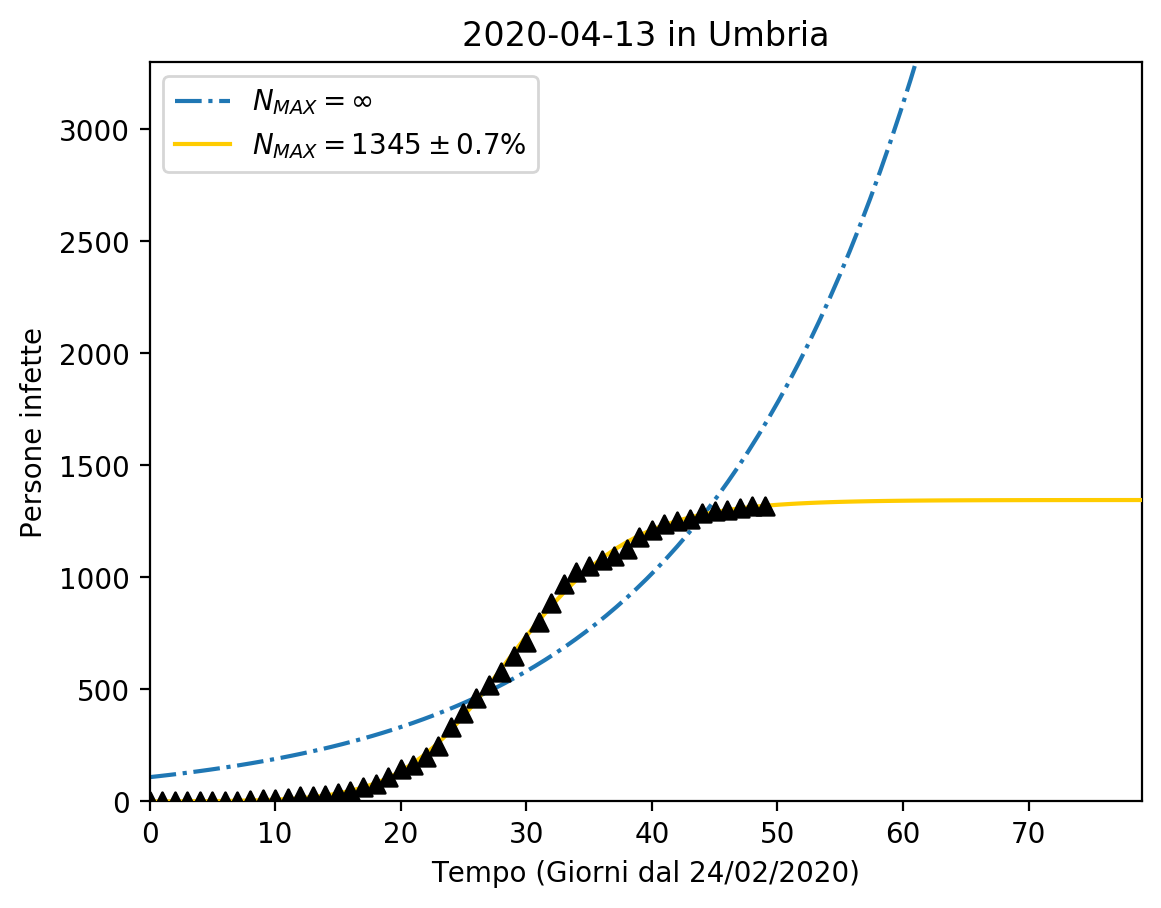 2020-04-13 in Umbria
N_MAX = ∞
N_MAX = 1345 ± 0.7%
3000
2500
2000
1500
1000
500
0
Persone infette
0 10 20 30 40 50 60 70
Tempo (Giorni dal 24/02/2020)